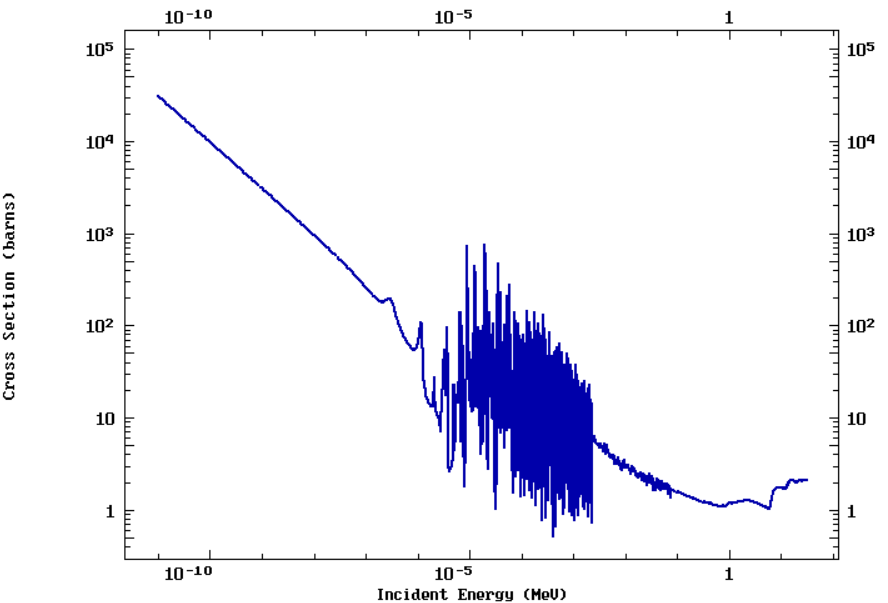 10⁻¹⁰ 10⁻⁵ 1
10⁵ 10⁵
10⁴ 10⁴
10³ 10³
10² 10²
10 10
1 1
Cross Section (barns)
10⁻¹⁰ 10⁻⁵ 1
Incident Energy (MeV)